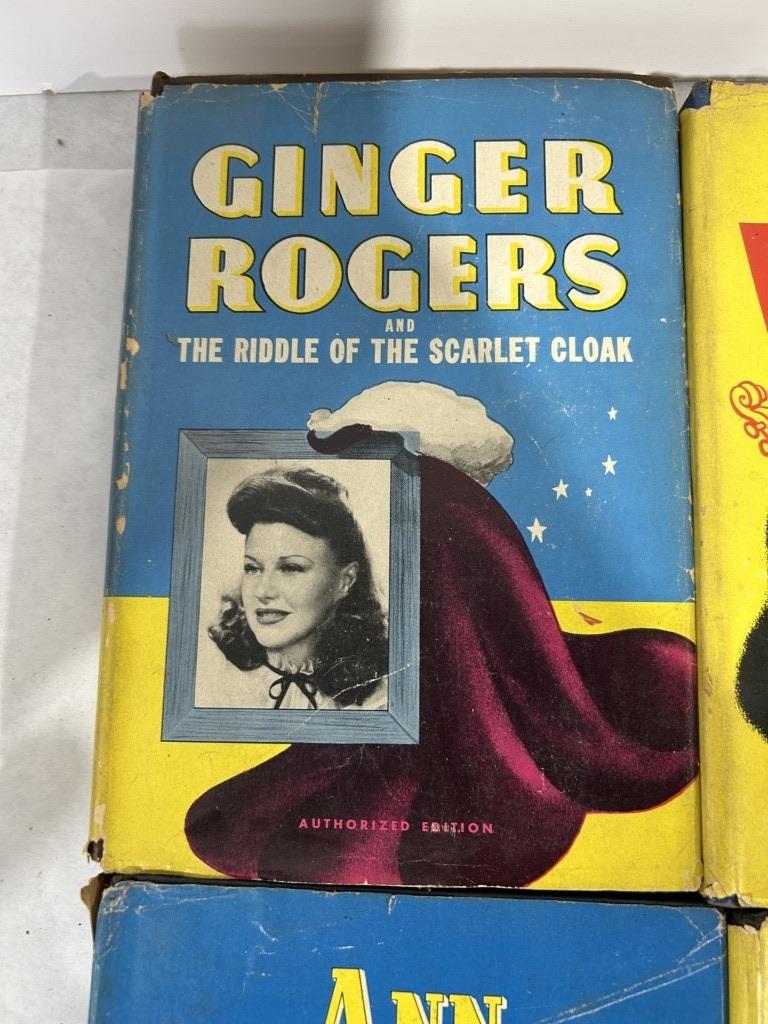 GINGER
ROGERS
AND
THE RIDDLE OF THE SCARLET CLOAK
AUTHORIZED EDITION
ANN